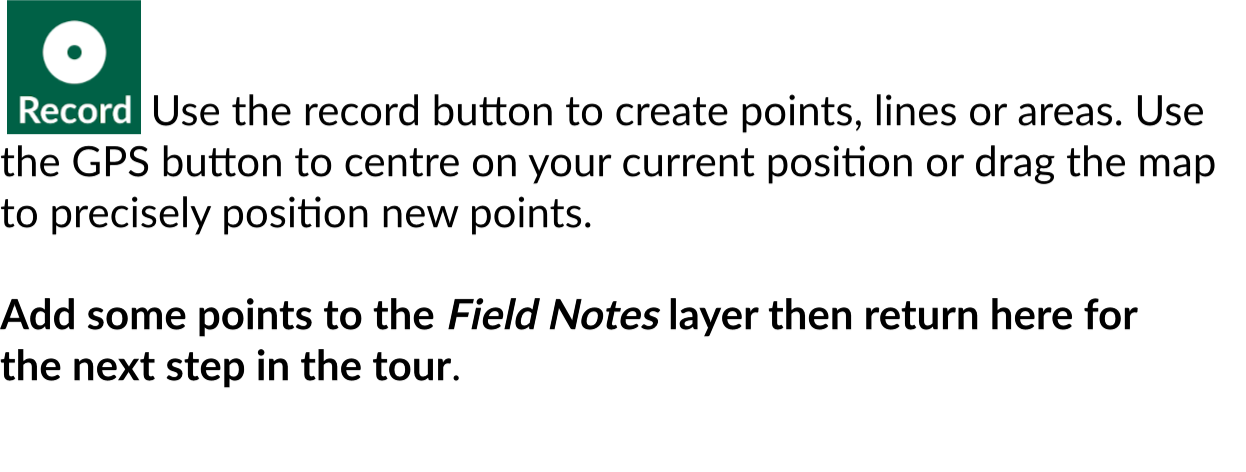 Record Use the record button to create points, lines or areas. Use
the GPS button to centre on your current position or drag the map
to precisely position new points.
Add some points to the Field Notes layer then return here for
the next step in the tour.